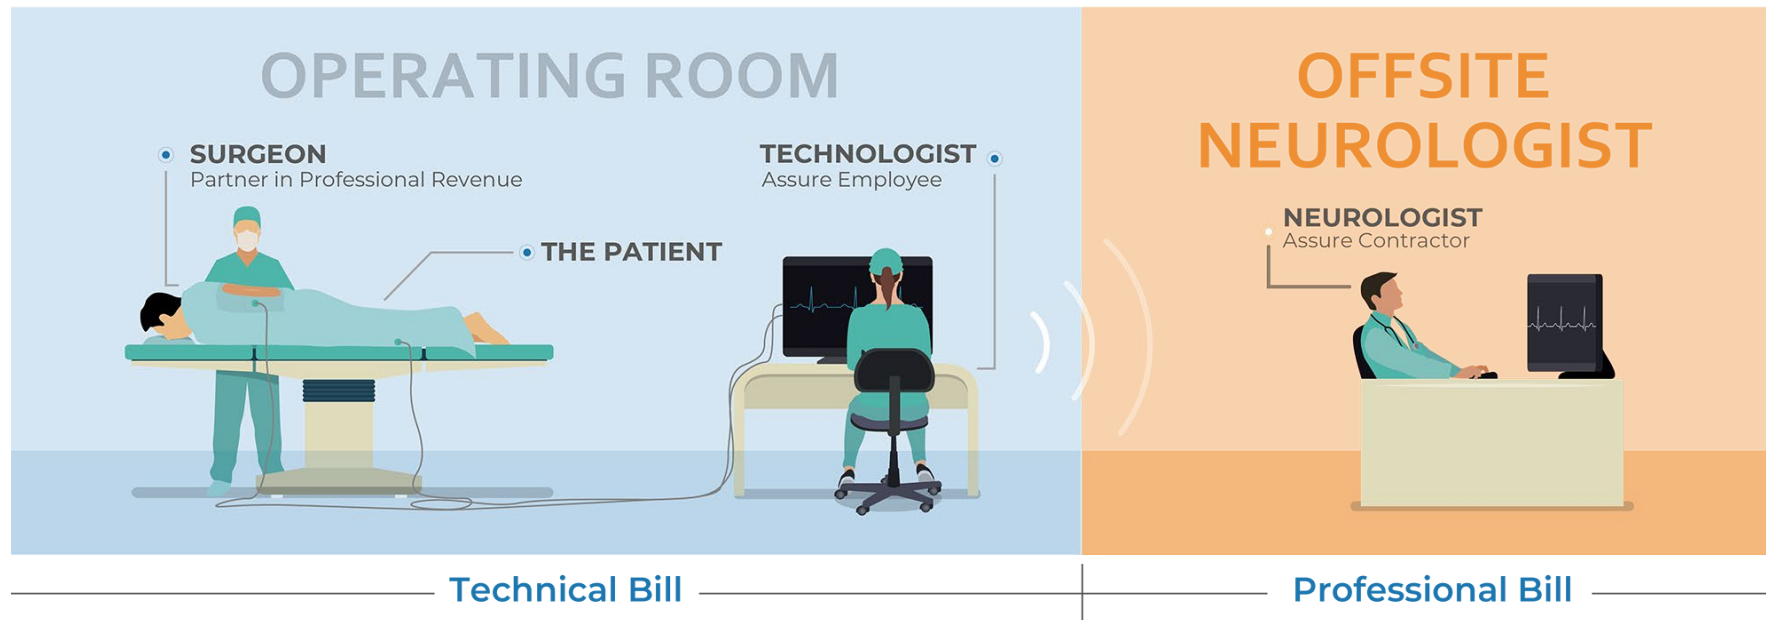 OPERATING ROOM
SURGEON
Partner in Professional Revenue
THE PATIENT
TECHNOLOGIST
Assure Employee
OFFSITE
NEUROLOGIST
NEUROLOGIST
Assure Contractor
Technical Bill
Professional Bill